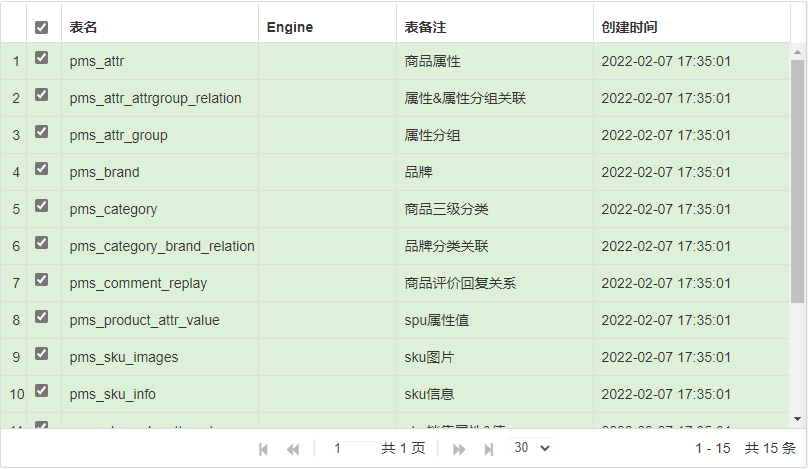 表名 Engine 表备注 创建时间
1 pms_attr 商品属性 2022-02-07 17:35:01
2 pms_attr_attrgroup_relation 属性&属性分组关联 2022-02-07 17:35:01
3 pms_attr_group 属性分组 2022-02-07 17:35:01
4 pms_brand 品牌 2022-02-07 17:35:01
5 pms_category 商品三级分类 2022-02-07 17:35:01
6 pms_category_brand_relation 品牌分类关联 2022-02-07 17:35:01
7 pms_comment_replay 商品评价回复关系 2022-02-07 17:35:01
8 pms_product_attr_value spu属性值 2022-02-07 17:35:01
9 pms_sku_images sku图片 2022-02-07 17:35:01
10 pms_sku_info sku信息 2022-02-07 17:35:01
1 共 1 页 30 1 - 15 共 15 条